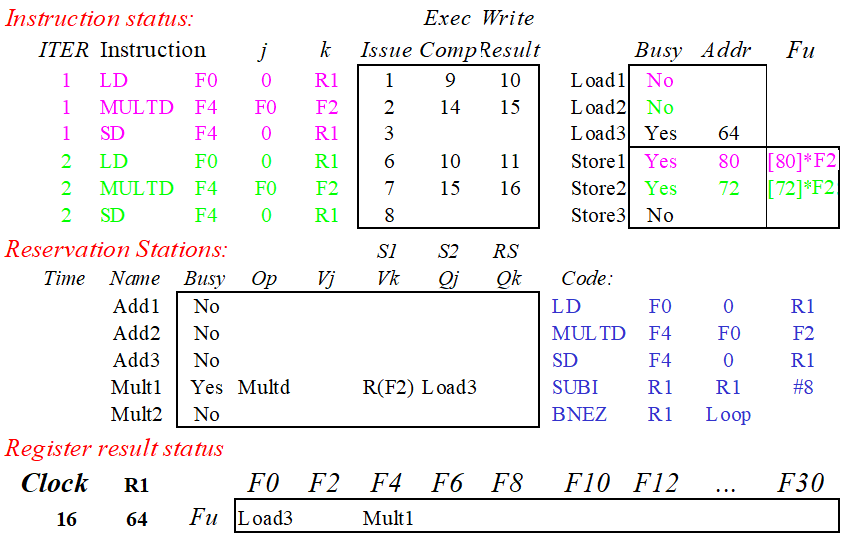 Instruction status: Exec Write
ITER Instruction j k Issue Comp Result Busy Addr Fu
1 LD F0 0 R1 1 9 10 Load1 No
1 MULTD F4 F0 F2 2 14 15 Load2 No
1 SD F4 0 R1 3 Load3 Yes 64
2 LD F0 0 R1 6 10 11 Store1 Yes 80 [80]*F2
2 MULTD F4 F0 F2 7 15 16 Store2 Yes 72 [72]*F2
2 SD F4 0 R1 8 Store3 No
Reservation Stations: S1 S2 RS
Time Name Busy Op Vj Vk Qj Qk Code:
Add1 No LD F0 0 R1
Add2 No MULTD F4 F0 F2
Add3 No SD F4 0 R1
Mult1 Yes Multd R(F2) Load3 SUBI R1 R1 #8
Mult2 No BNEZ R1 Loop
Register result status
Clock R1 F0 F2 F4 F6 F8 F10 F12 ... F30
16 64 Fu Load3 Mult1